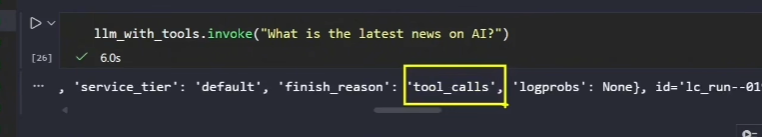 llm_with_tools.invoke("What is the latest news on AI?")
[26]
6.0s
... , 'service_tier': 'default', 'finish_reason': 'tool_calls', 'logprobs': None}, id='lc_run--01